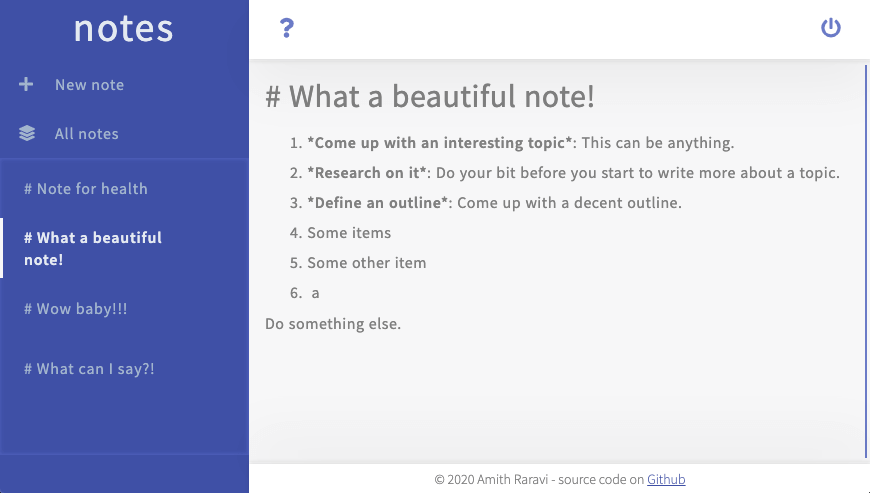 notes
New note
All notes
# Note for health
# What a beautiful
note!
# Wow baby!!!
# What can I say?!
?
# What a beautiful note!
1. *Come up with an interesting topic*: This can be anything.
2. *Research on it*: Do your bit before you start to write more about a topic.
3. *Define an outline*: Come up with a decent outline.
4. Some items
5. Some other item
6. a
Do something else.
© 2020 Amith Raravi - source code on Github